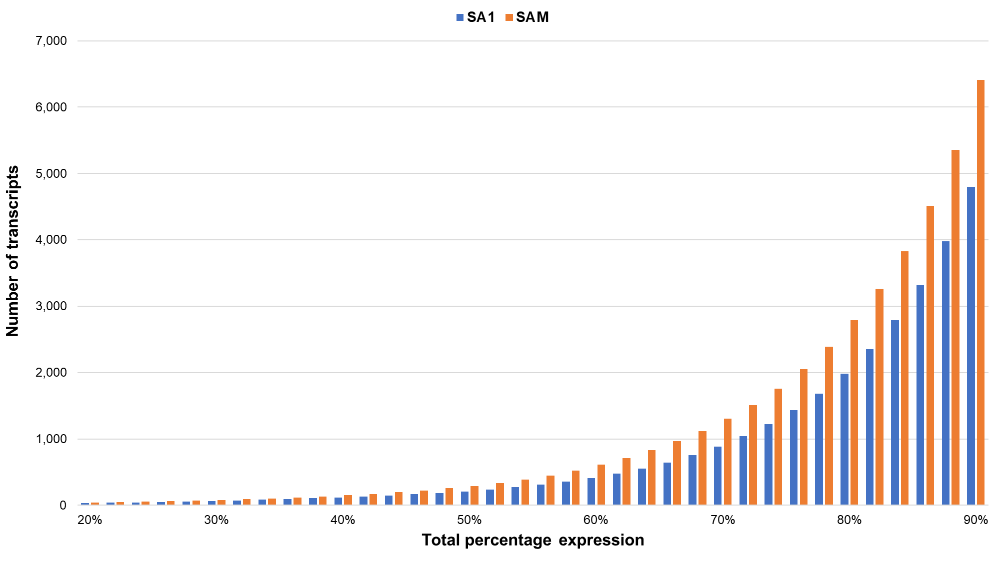 SA1 SAM
7,000
6,000
5,000
4,000
3,000
2,000
1,000
0
Number of transcripts
20% 30% 40% 50% 60% 70% 80% 90%
Total percentage expression